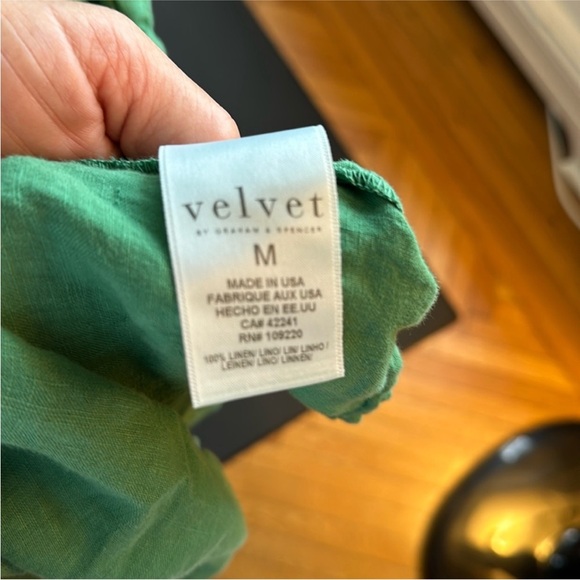 velvet
BY GRAHAM & SPENCER
M
MADE IN USA
FABRIQUE AUX USA
HECHO EN EE.UU
CA# 42241
RN# 109220
100% LINEN/ LINO/ LIN/ LINHO /
LEINEN/ LINO/ LINNEN/